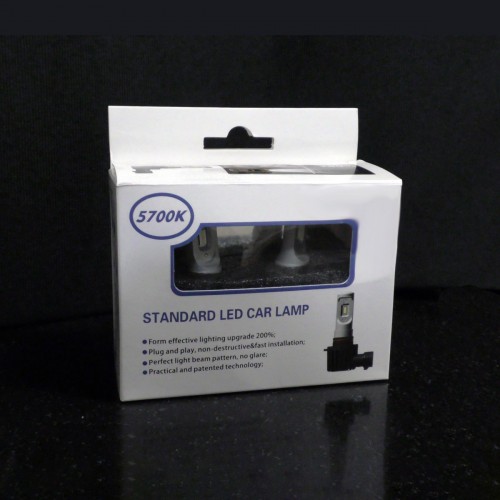 5700K
STANDARD LED CAR LAMP
●Form effective lighting upgrade 200%;
●Plug and play, non-destructive&fast installation;
●Perfect light beam pattern, no glare;
●Practical and patented technology;